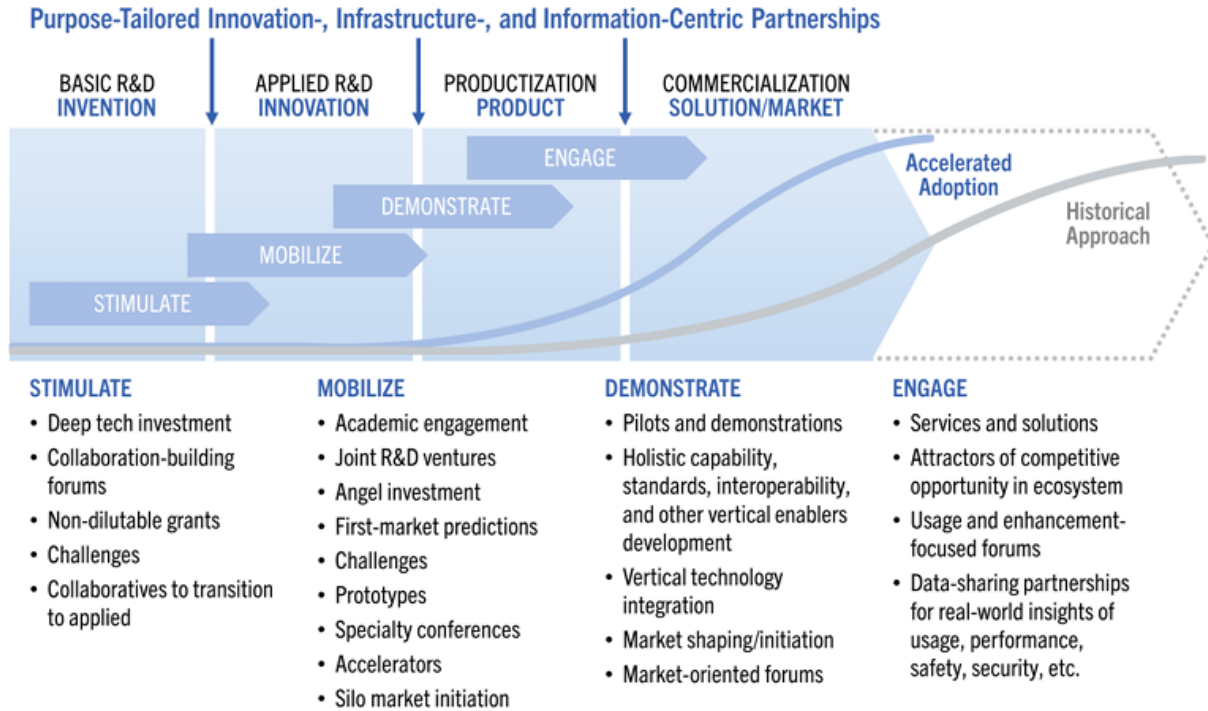 Purpose-Tailored Innovation-, Infrastructure-, and Information-Centric Partnerships
BASIC R&D
INVENTION
APPLIED R&D
INNOVATION
PRODUCTIZATION
PRODUCT
COMMERCIALIZATION
SOLUTION/MARKET
ENGAGE
DEMONSTRATE
MOBILIZE
STIMULATE
Accelerated
Adoption
Historical
Approach
STIMULATE
• Deep tech investment
• Collaboration-building
forums
• Non-dilutable grants
• Challenges
• Collaboratives to transition
to applied
MOBILIZE
• Academic engagement
• Joint R&D ventures
• Angel investment
• First-market predictions
• Challenges
• Prototypes
• Specialty conferences
• Accelerators
• Silo market initiation
DEMONSTRATE
• Pilots and demonstrations
• Holistic capability,
standards, interoperability,
and other vertical enablers
development
• Vertical technology
integration
• Market shaping/initiation
• Market-oriented forums
ENGAGE
• Services and solutions
• Attractors of competitive
opportunity in ecosystem
• Usage and enhancement-
focused forums
• Data-sharing partnerships
for real-world insights of
usage, performance,
safety, security, etc.